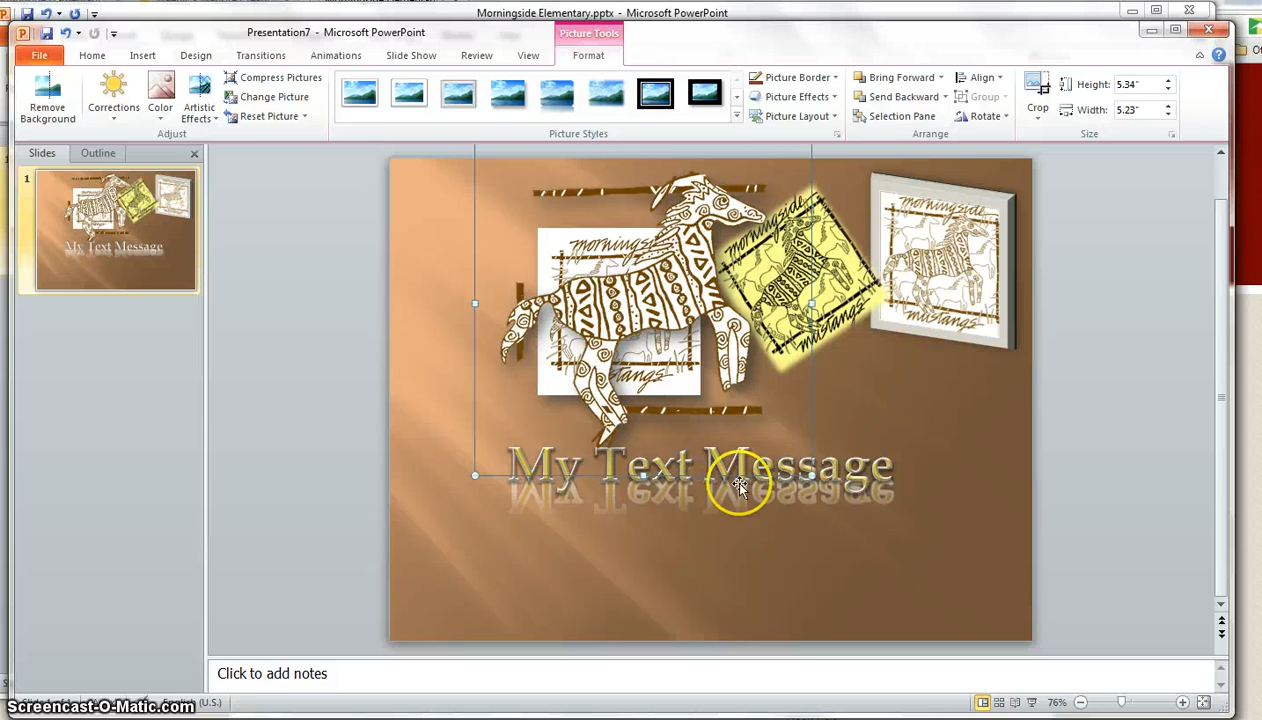 Morningside Elementary.pptx - Microsoft PowerPoint
Presentation7 - Microsoft PowerPoint
Picture Tools
File Home Insert Design Transitions Animations Slide Show Review View Format
Remove Background
Corrections
Color
Artistic Effects
Compress Pictures
Change Picture
Reset Picture
Adjust
Picture Styles
Picture Border
Picture Effects
Picture Layout
Bring Forward
Send Backward
Selection Pane
Align
Group
Rotate
Arrange
Crop
Height: 5.34"
Width: 5.23"
Size
Slides Outline
1
My Text Message
morningside
morningside
mustangs
morningside
mustangs
My Text Message
Click to add notes
English (U.S.)
76%
Screencast-O-Matic.com